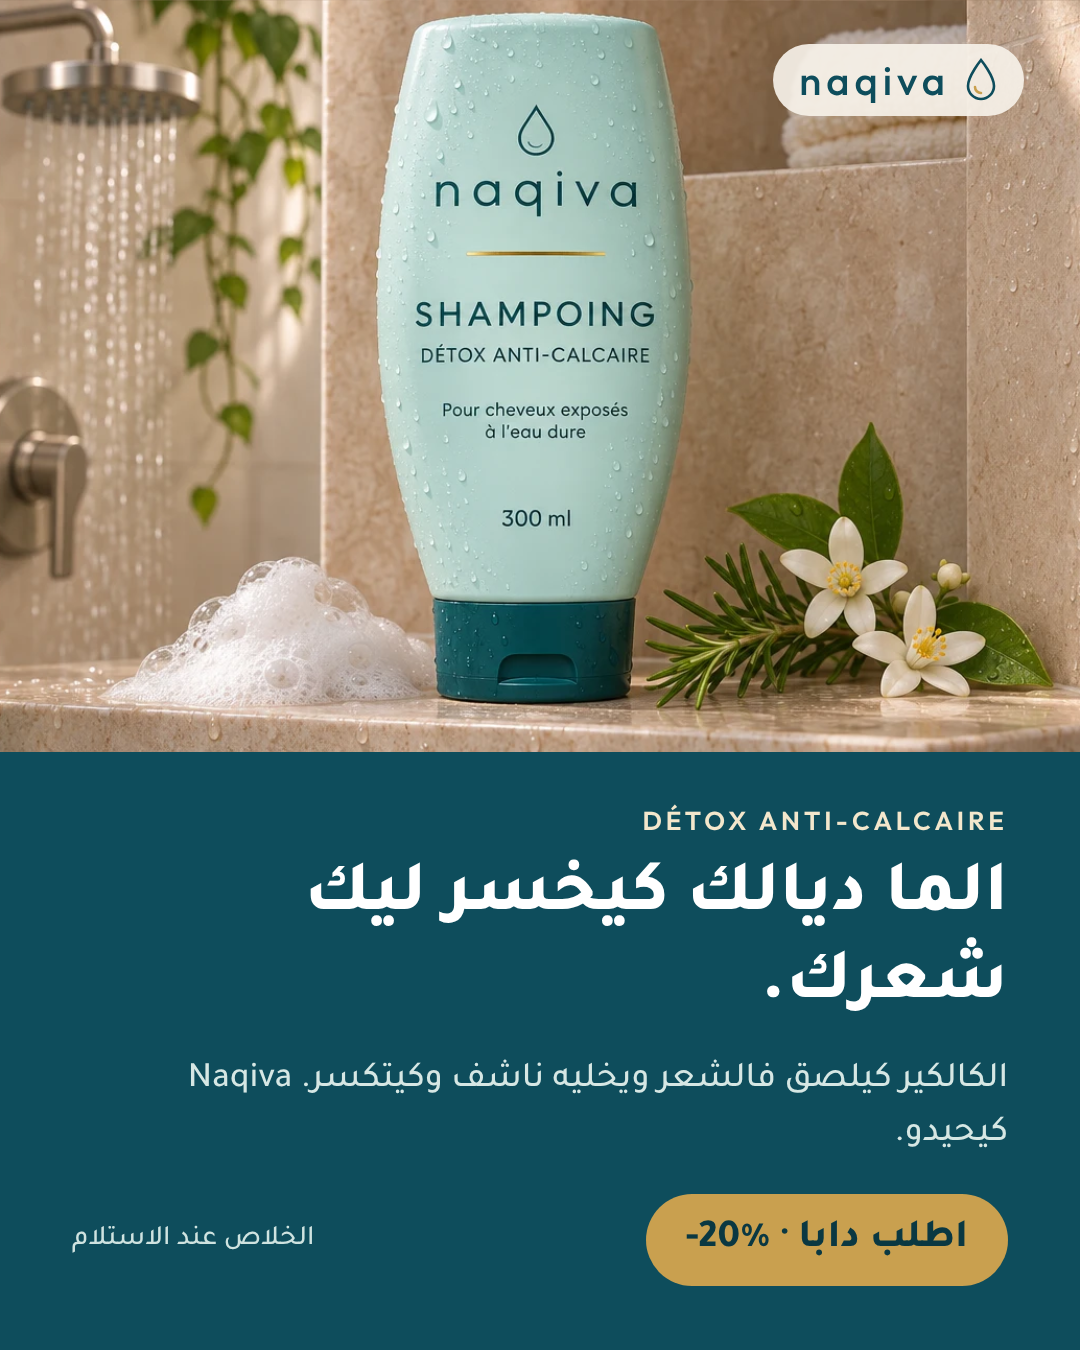 naqiva
naqiva
SHAMPOING
DÉTOX ANTI-CALCAIRE
Pour cheveux exposés
à l'eau dure
300 ml
DÉTOX ANTI-CALCAIRE
الما ديالك كيخسر ليك
شعرك.
الكالكير كيلصق فالشعر ويخليه ناشف وكيتكسر. Naqiva
كيحيدو.
اطلب دابا · 20%-
الخلاص عند الاستلام